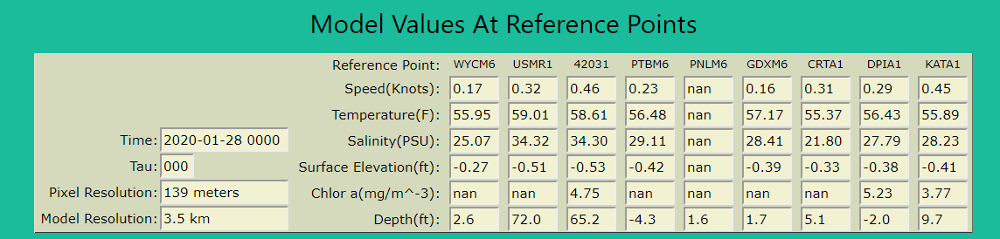 Model Values At Reference Points
Reference Point: WYCM6 USMR1 42031 PTBM6 PNLM6 GDXM6 CRTA1 DPIA1 KATA1
Speed(Knots): 0.17 0.32 0.46 0.23 nan 0.16 0.31 0.29 0.45
Temperature(F): 55.95 59.01 58.61 56.48 nan 57.17 55.37 56.43 55.89
Time: 2020-01-28 0000 Salinity(PSU): 25.07 34.32 34.30 29.11 nan 28.41 21.80 27.79 28.23
Tau: 000 Surface Elevation(ft): -0.27 -0.51 -0.53 -0.42 nan -0.39 -0.33 -0.38 -0.41
Pixel Resolution: 139 meters Chlor a(mg/m^-3): nan nan 4.75 nan nan nan nan 5.23 3.77
Model Resolution: 3.5 km Depth(ft): 2.6 72.0 65.2 -4.3 1.6 1.7 5.1 -2.0 9.7